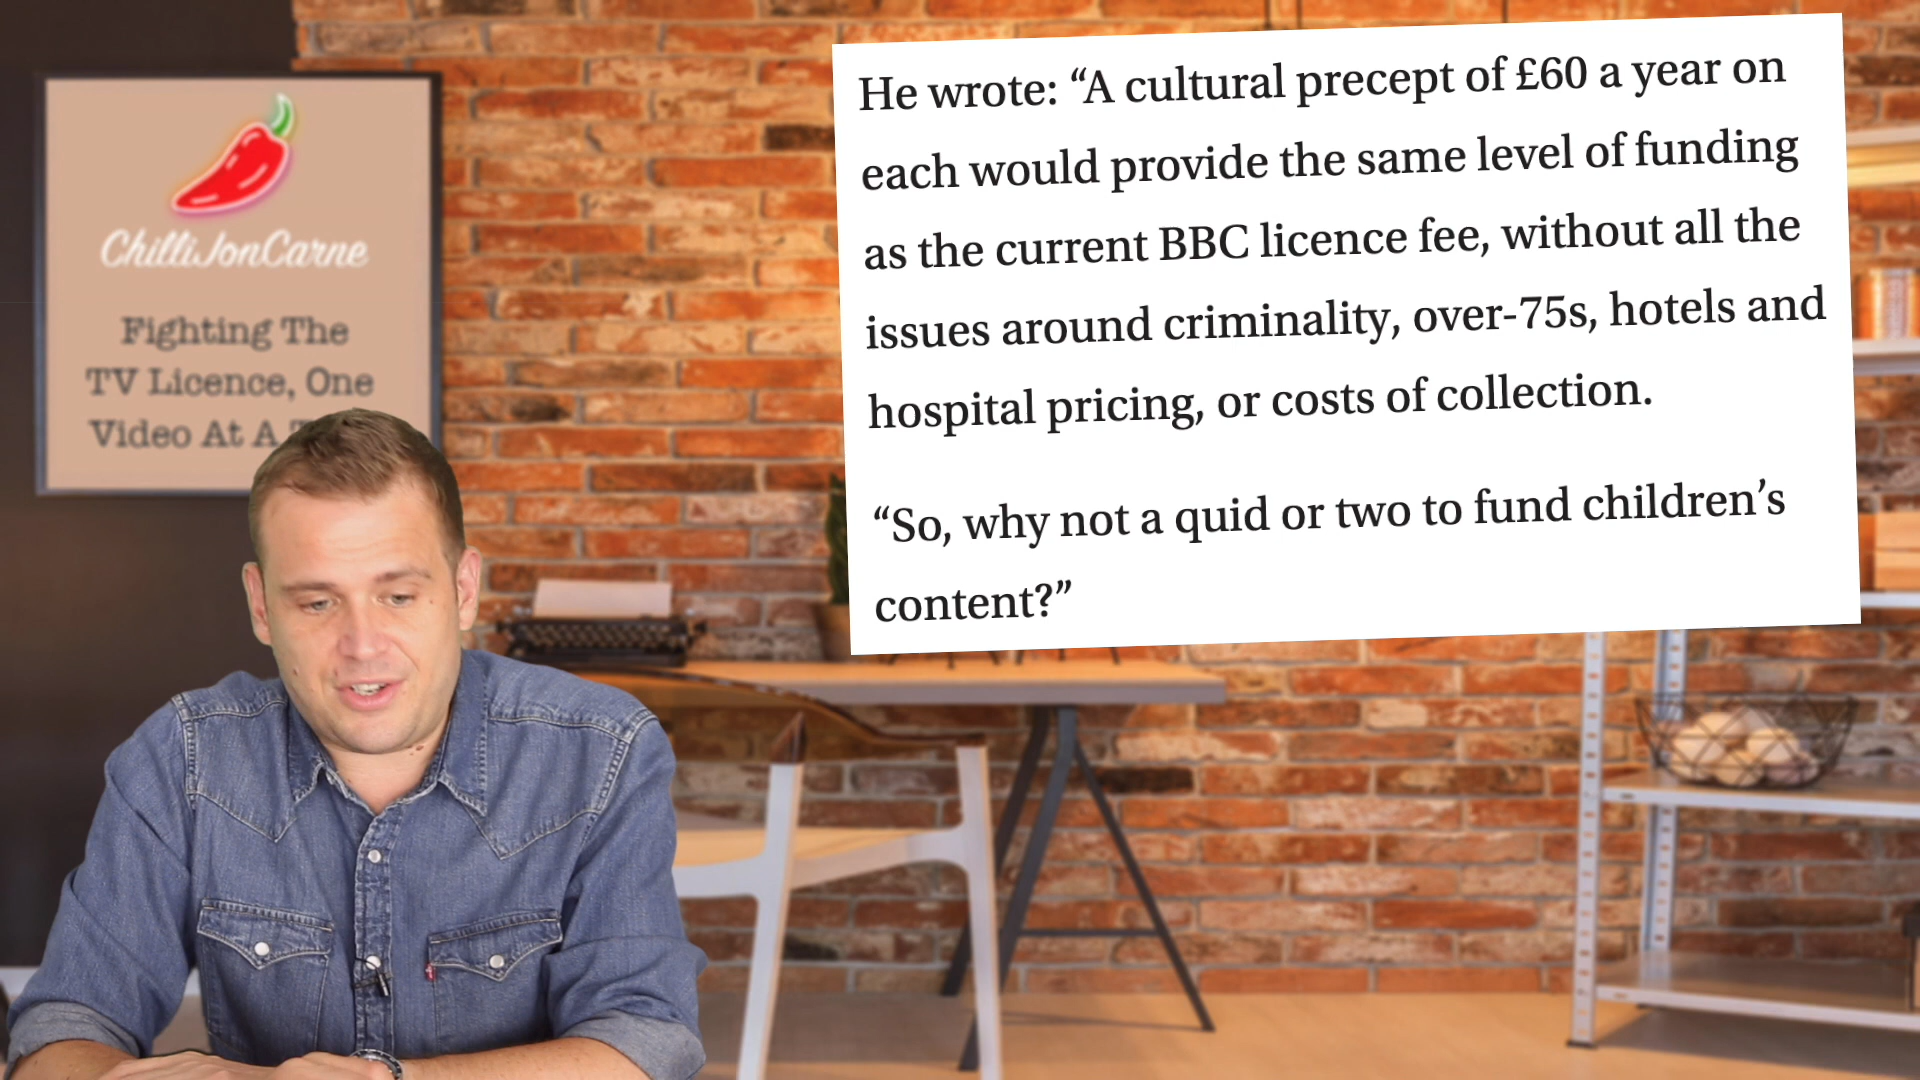 ChilliJonCarne
Fighting The
TV Licence, One
Video At A
He wrote: “A cultural precept of £60 a year on
each would provide the same level of funding
as the current BBC licence fee, without all the
issues around criminality, over-75s, hotels and
hospital pricing, or costs of collection.
“So, why not a quid or two to fund children’s
content?”